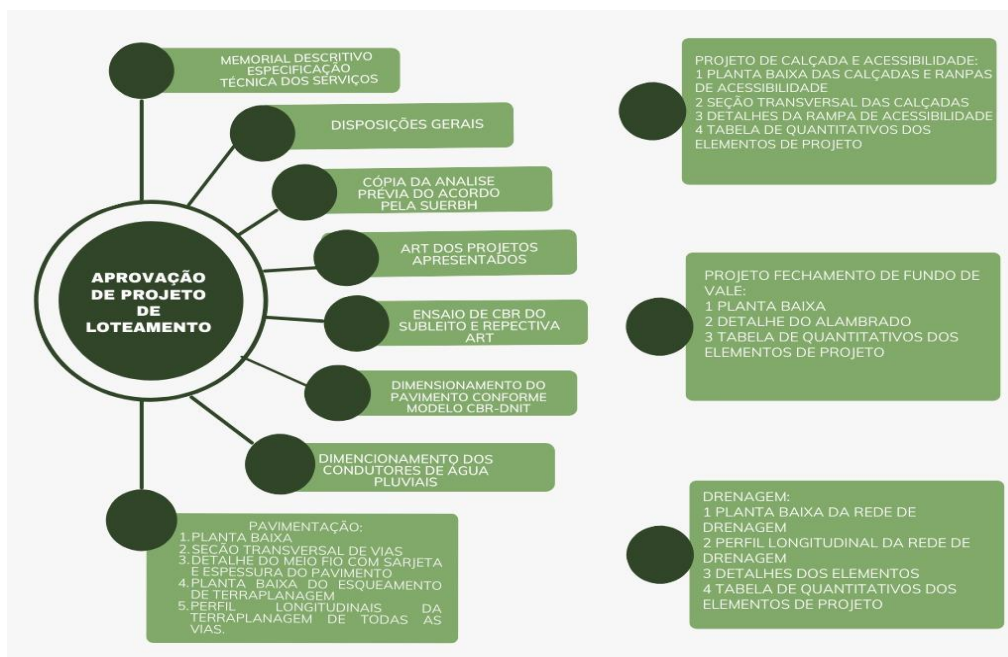 MEMORIAL DESCRITIVO
ESPECIFICAÇÃO
TÉCNICA DOS SERVIÇOS
DISPOSIÇÕES GERAIS
CÓPIA DA ANALISE
PRÉVIA DO ACORDO
PELA SUERBH
ART DOS PROJETOS
APRESENTADOS
APROVAÇÃO
DE PROJETO
DE
LOTEAMENTO
ENSAIO DE CBR DO
SUBLEITO E REPECTIVA
ART
DIMENSIONAMENTO DO
PAVIMENTO CONFORME
MODELO CBR-DNIT
DIMENCIONAMENTO DOS
CONDUTORES DE ÁGUA
PLUVIAIS
PAVIMENTAÇÃO:
1.PLANTA BAIXA
2.SEÇÃO TRANSVERSAL DE VIAS
3.DETALHE DO MEIO FIO COM SARJETA
E ESPESSURA DO PAVIMENTO
4.PLANTA BAIXA DO ESQUEAMENTO
DE TERRAPLANAGEM
5.PERFIL LONGITUDINAIS DA
TERRAPLANAGEM DE TODAS AS
VIAS.
PROJETO DE CALÇADA E ACESSIBILIDADE:
1 PLANTA BAIXA DAS CALÇADAS E RANPAS
DE ACESSIBILIDADE
2 SEÇÃO TRANSVERSAL DAS CALÇADAS
3 DETALHES DA RAMPA DE ACESSIBILIDADE
4 TABELA DE QUANTITATIVOS DOS
ELEMENTOS DE PROJETO
PROJETO FECHAMENTO DE FUNDO DE
VALE:
1 PLANTA BAIXA
2 DETALHE DO ALAMBRADO
3 TABELA DE QUANTITATIVOS DOS
ELEMENTOS DE PROJETO
DRENAGEM:
1 PLANTA BAIXA DA REDE DE
DRENAGEM
2 PERFIL LONGITUDINAL DA REDE DE
DRENAGEM
3 DETALHES DOS ELEMENTOS
4 TABELA DE QUANTITATIVOS DOS
ELEMENTOS DE PROJETO